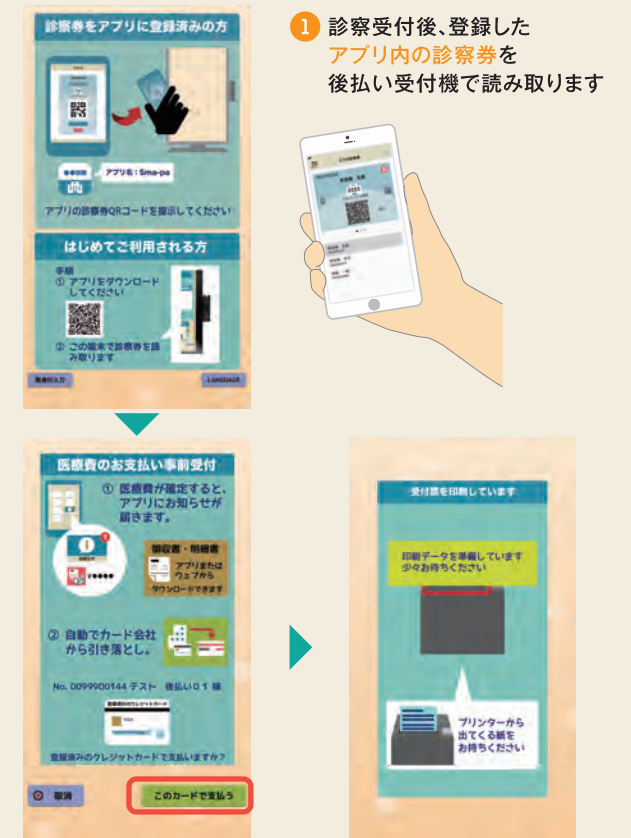 1 診察受付後、登録した
アプリ内の診察券を
後払い受付機で読み取ります
診察券をアプリに登録済みの方
アプリ名：Sma-pa
アプリの診察券QRコードを提示してください
はじめてご利用される方
手順
① アプリをダウンロード
してください
② この端末で診察券を読
み取ります
LANGUAGE
医療費のお支払い事前受付
① 医療費が確定すると、
アプリにお知らせが
届きます。
領収書・明細書
アプリまたは
ウェブから
ダウンロードできます
② 自動でカード会社
から引き落とし。
No. 0099900144 テスト 後払い０１ 様
登録済みのクレジットカード
VISA
登録済みのクレジットカードで支払いますか？
取消
このカードで支払う
受付票を印刷しています
印刷データを準備しています
少々お待ちください
プリンターから
出てくる紙を
お持ちください